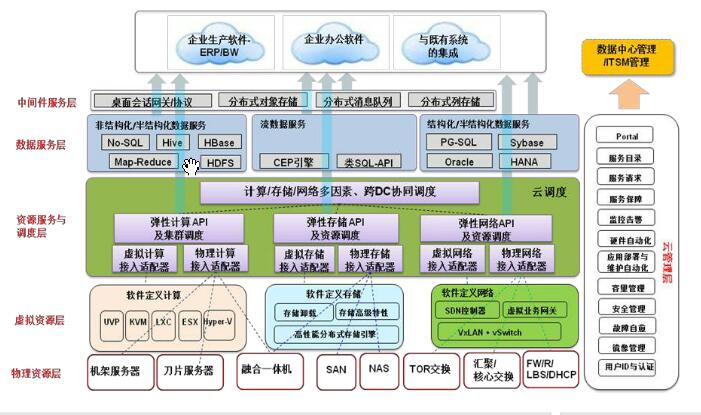 企业生产软件-
ERP/BW
企业办公软件
与既有系统
的集成
数据中心管理
/ITSM管理
中间件服务层
桌面会话网关/协议
分布式对象存储
分布式消息队列
分布式列存储
数据服务层
非结构化/半结构化数据服务
No-SQL
Hive
HBase
Map-Reduce
HDFS
流数据服务
CEP引擎
类SQL-API
结构化/半结构化数据服务
PG-SQL
Sybase
Oracle
HANA
资源服务与
调度层
计算/存储/网络多因素、跨DC协同调度
云调度
弹性计算API
及集群调度
弹性存储API
及资源调度
弹性网络API
及资源调度
虚拟计算
接入适配器
物理计算
接入适配器
虚拟存储
接入适配器
物理存储
接入适配器
虚拟网络
接入适配器
物理网络
接入适配器
虚拟资源层
软件定义计算
UVP
KVM
LXC
ESX
Hyper-V
软件定义存储
存储卸载
存储高级特性
高性能分布式存储引擎
软件定义网络
SDN控制器
虚拟业务网关
VxLAN + vSwitch
物理资源层
机架服务器
刀片服务器
融合一体机
SAN
NAS
TOR交换
汇聚/
核心交换
FW/R/
LBS/DHCP
Portal
服务目录
服务请求
服务保障
监控告警
硬件自动化
应用部署与
维护自动化
容量管理
安全管理
故障自愈
镜像管理
用户ID与认证
云管理层